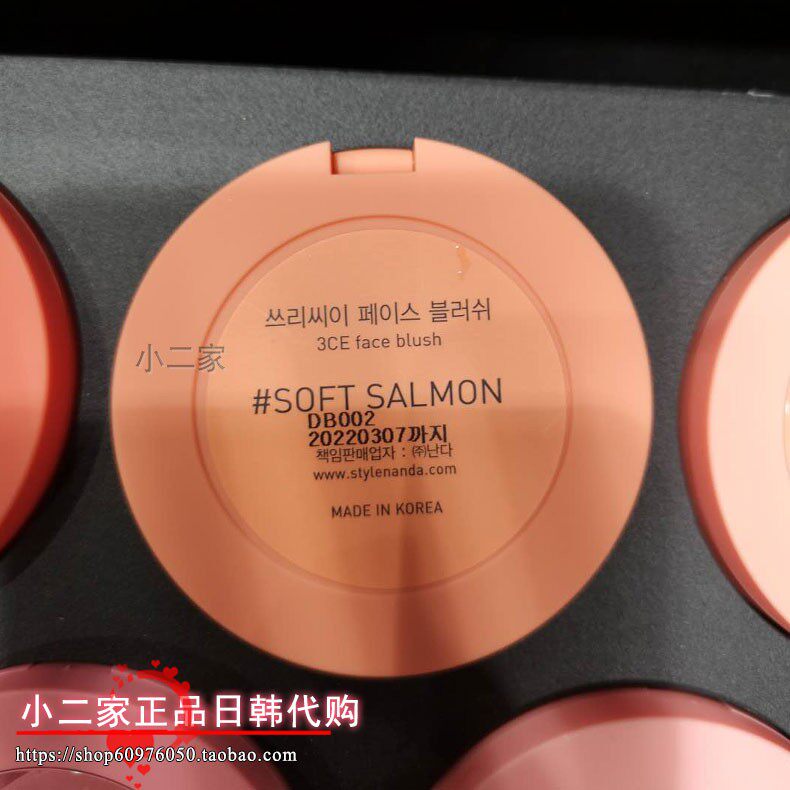 쓰리씨이 페이스 블러쉬
3CE face blush
小二家
#SOFT SALMON
DB002
20220307까지
책임판매업자 : ㈜난다
www.stylenanda.com
MADE IN KOREA
小二家正品日韩代购
https://shop60976050.taobao.com/